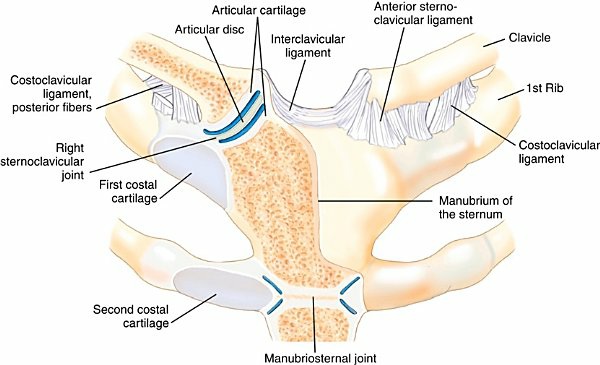 Articular cartilage
Articular disc
Interclavicular
ligament
Anterior sterno-
clavicular ligament
Clavicle
1st Rib
Costoclavicular
ligament, 
posterior fibers
Right
sternoclavicular
joint
First costal
cartilage
Costoclavicular
ligament
Manubrium of
the sternum
Second costal
cartilage
Manubriosternal joint